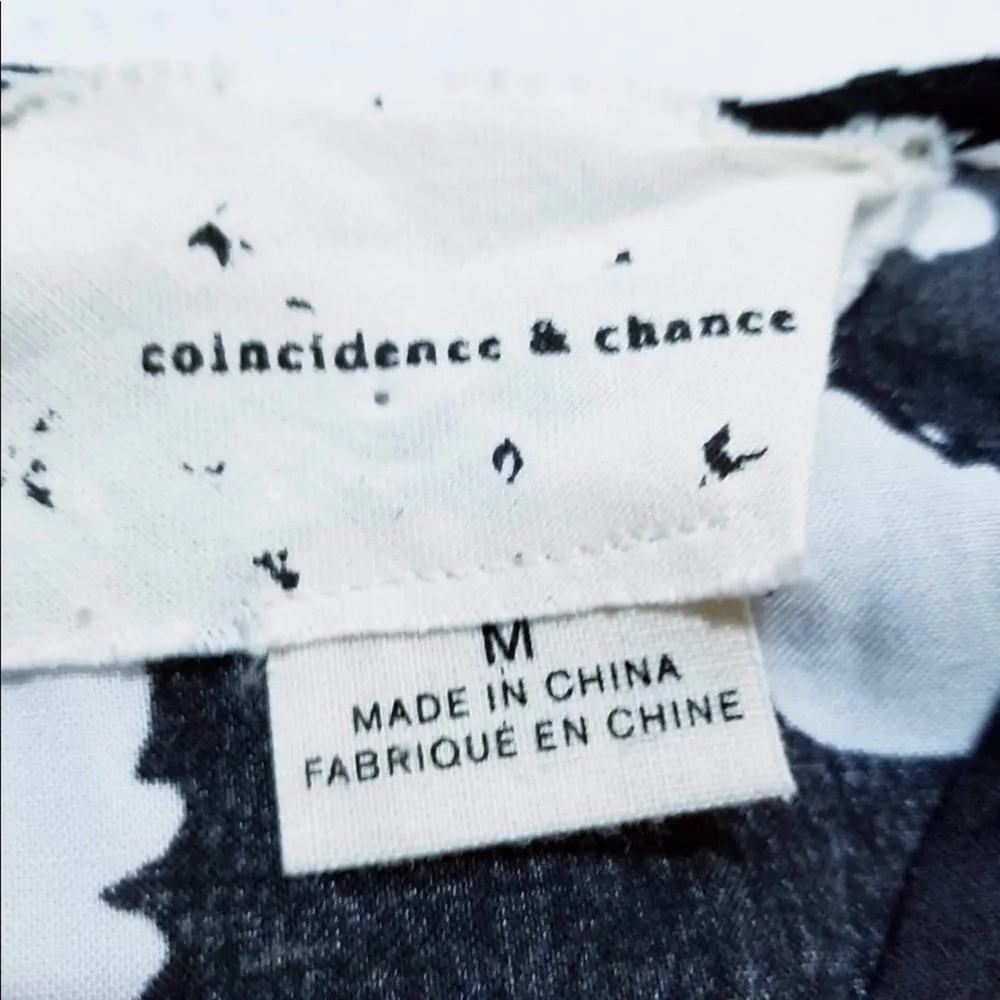 coincidence & chance
M
MADE IN CHINA
FABRIQUÉ EN CHINE